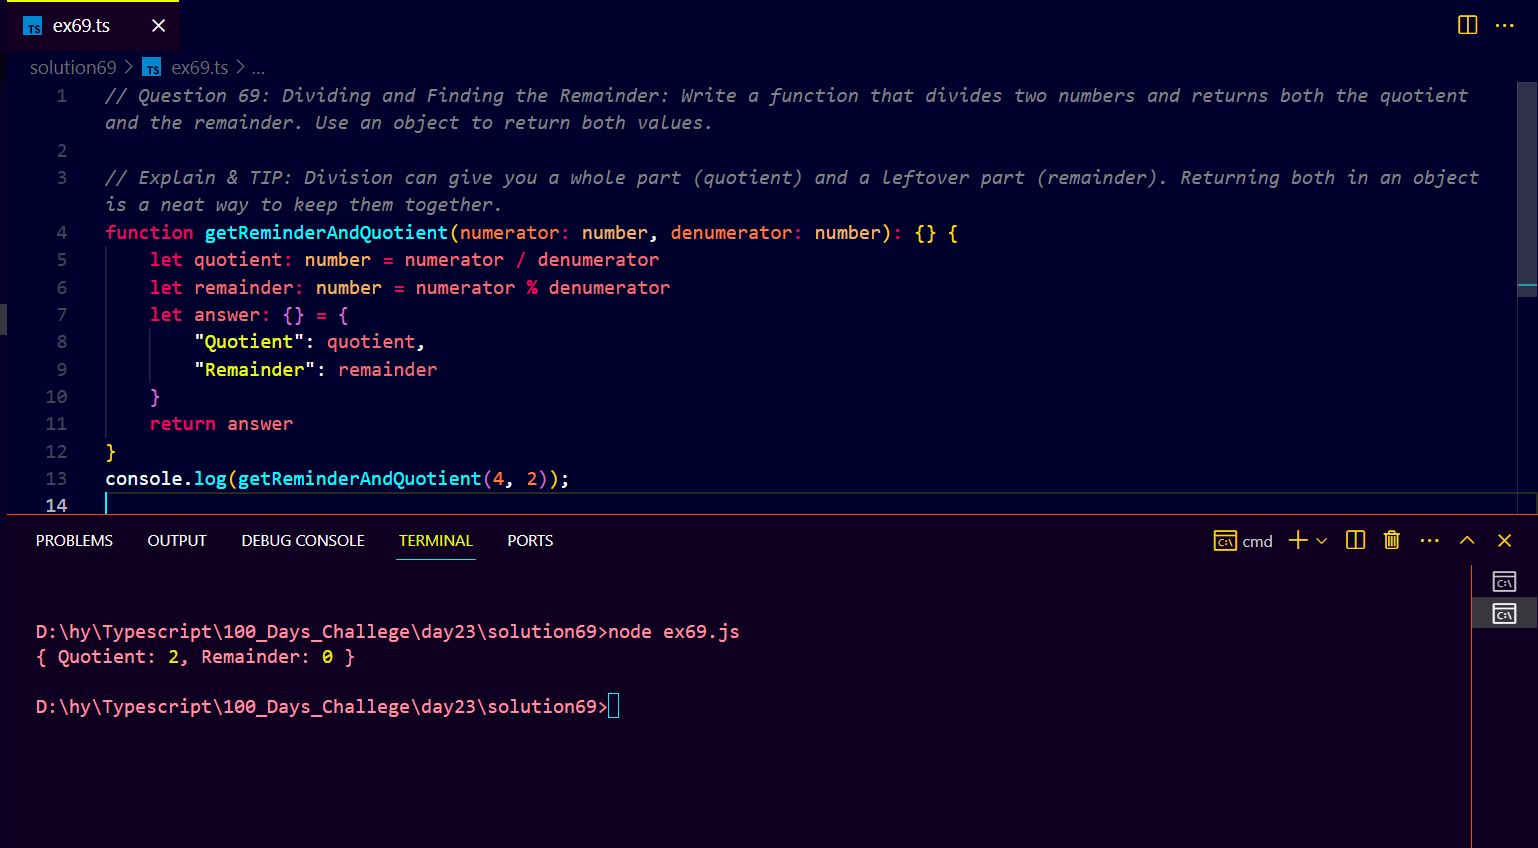 TS ex69.ts
solution69 > TS ex69.ts > ...
1 // Question 69: Dividing and Finding the Remainder: Write a function that divides two numbers and returns both the quotient
and the remainder. Use an object to return both values.
2
3 // Explain & TIP: Division can give you a whole part (quotient) and a leftover part (remainder). Returning both in an object
is a neat way to keep them together.
4 function getReminderAndQuotient(numerator: number, denumerator: number): {} {
5 let quotient: number = numerator / denumerator
6 let remainder: number = numerator % denumerator
7 let answer: {} = {
8 "Quotient": quotient,
9 "Remainder": remainder
10 }
11 return answer
12 }
13 console.log(getReminderAndQuotient(4, 2));
14
PROBLEMS OUTPUT DEBUG CONSOLE TERMINAL PORTS cmd
D:\hy\Typescript\100_Days_Challege\day23\solution69>node ex69.js
{ Quotient: 2, Remainder: 0 }
D:\hy\Typescript\100_Days_Challege\day23\solution69>